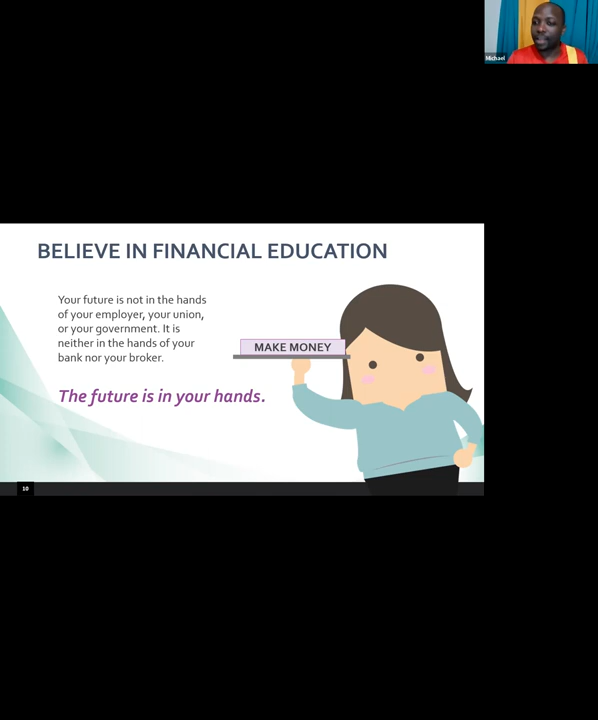 Michael
BELIEVE IN FINANCIAL EDUCATION
Your future is not in the hands
of your employer, your union,
or your government. It is
neither in the hands of your
bank nor your broker.
MAKE MONEY
The future is in your hands.
10